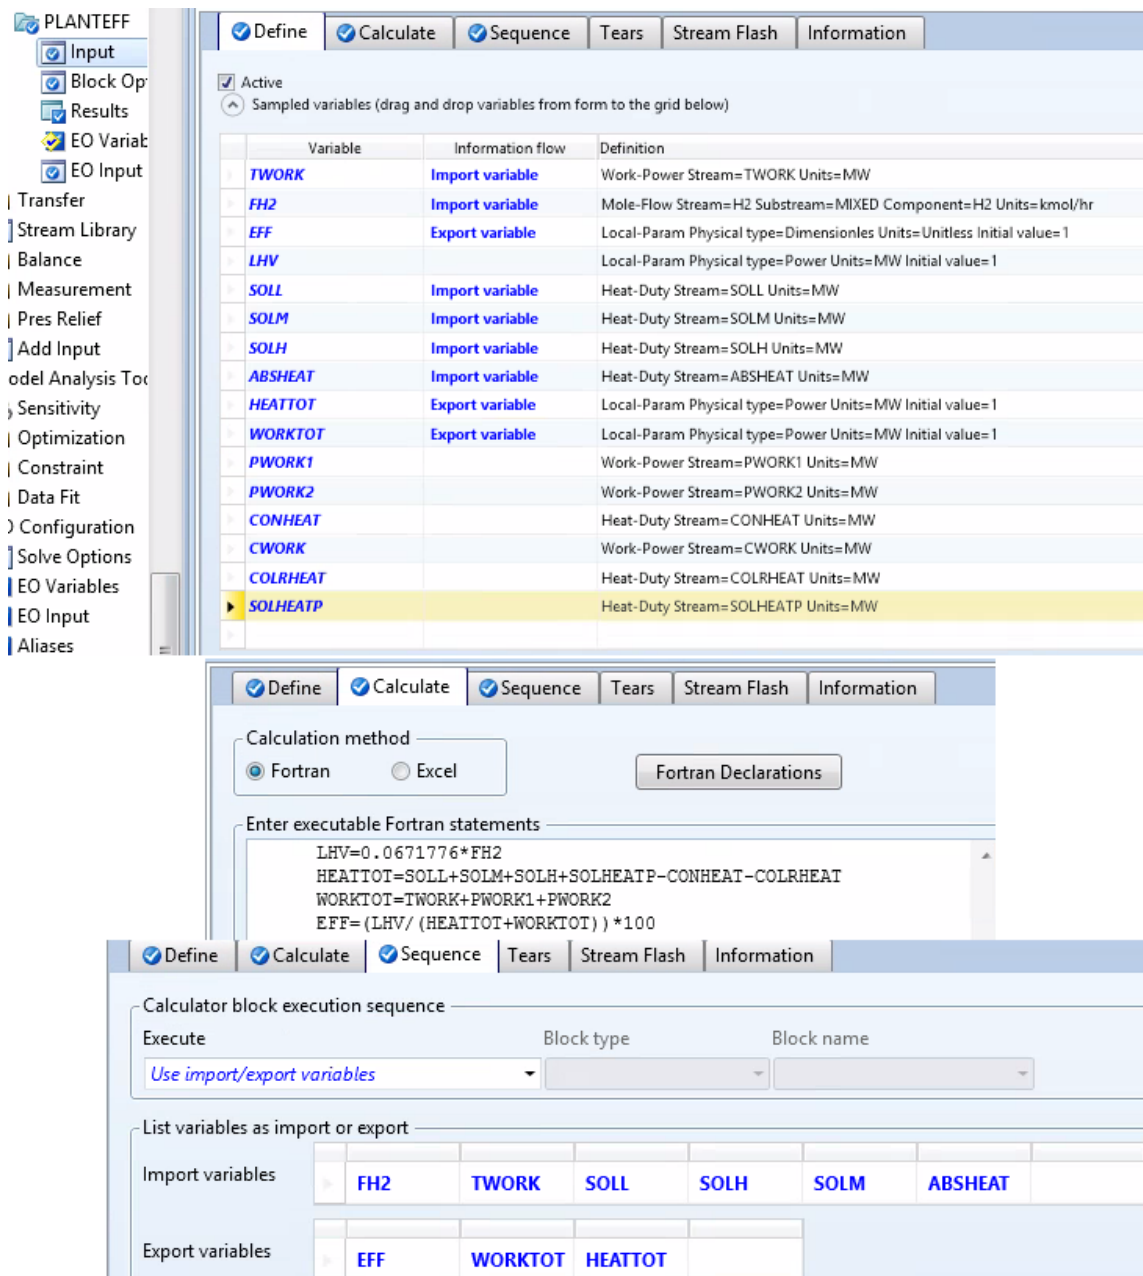 PLANTEFF
Input
Block Op
Results
EO Variab
EO Input
Transfer
Stream Library
Balance
Measurement
Pres Relief
Add Input
odel Analysis Too
Sensitivity
Optimization
Constraint
Data Fit
Configuration
Solve Options
EO Variables
EO Input
Aliases
Define Calculate Sequence Tears Stream Flash Information
Active
Sampled variables (drag and drop variables from form to the grid below)
Variable Information flow Definition
TWORK Import variable Work-Power Stream=TWORK Units=MW
FH2 Import variable Mole-Flow Stream=H2 Substream=MIXED Component=H2 Units=kmol/hr
EFF Export variable Local-Param Physical type=Dimensionles Units=Unitless Initial value=1
LHV Local-Param Physical type=Power Units=MW Initial value=1
SOLL Import variable Heat-Duty Stream=SOLL Units=MW
SOLM Import variable Heat-Duty Stream=SOLM Units=MW
SOLH Import variable Heat-Duty Stream=SOLH Units=MW
ABSHEAT Import variable Heat-Duty Stream=ABSHEAT Units=MW
HEATTOT Export variable Local-Param Physical type=Power Units=MW Initial value=1
WORKTOT Export variable Local-Param Physical type=Power Units=MW Initial value=1
PWORK1 Work-Power Stream=PWORK1 Units=MW
PWORK2 Work-Power Stream=PWORK2 Units=MW
CONHEAT Heat-Duty Stream=CONHEAT Units=MW
CWORK Work-Power Stream=CWORK Units=MW
COLRHEAT Heat-Duty Stream=COLRHEAT Units=MW
SOLHEATP Heat-Duty Stream=SOLHEATP Units=MW
Define Calculate Sequence Tears Stream Flash Information
Calculation method
Fortran Excel Fortran Declarations
Enter executable Fortran statements
LHV=0.0671776*FH2
HEATTOT=SOLL+SOLM+SOLH+SOLHEATP-CONHEAT-COLRHEAT
WORKTOT=TWORK+PWORK1+PWORK2
EFF=(LHV/(HEATTOT+WORKTOT))*100
Define Calculate Sequence Tears Stream Flash Information
Calculator block execution sequence
Execute Block type Block name
Use import/export variables
List variables as import or export
Import variables FH2 TWORK SOLL SOLH SOLM ABSHEAT
Export variables EFF WORKTOT HEATTOT